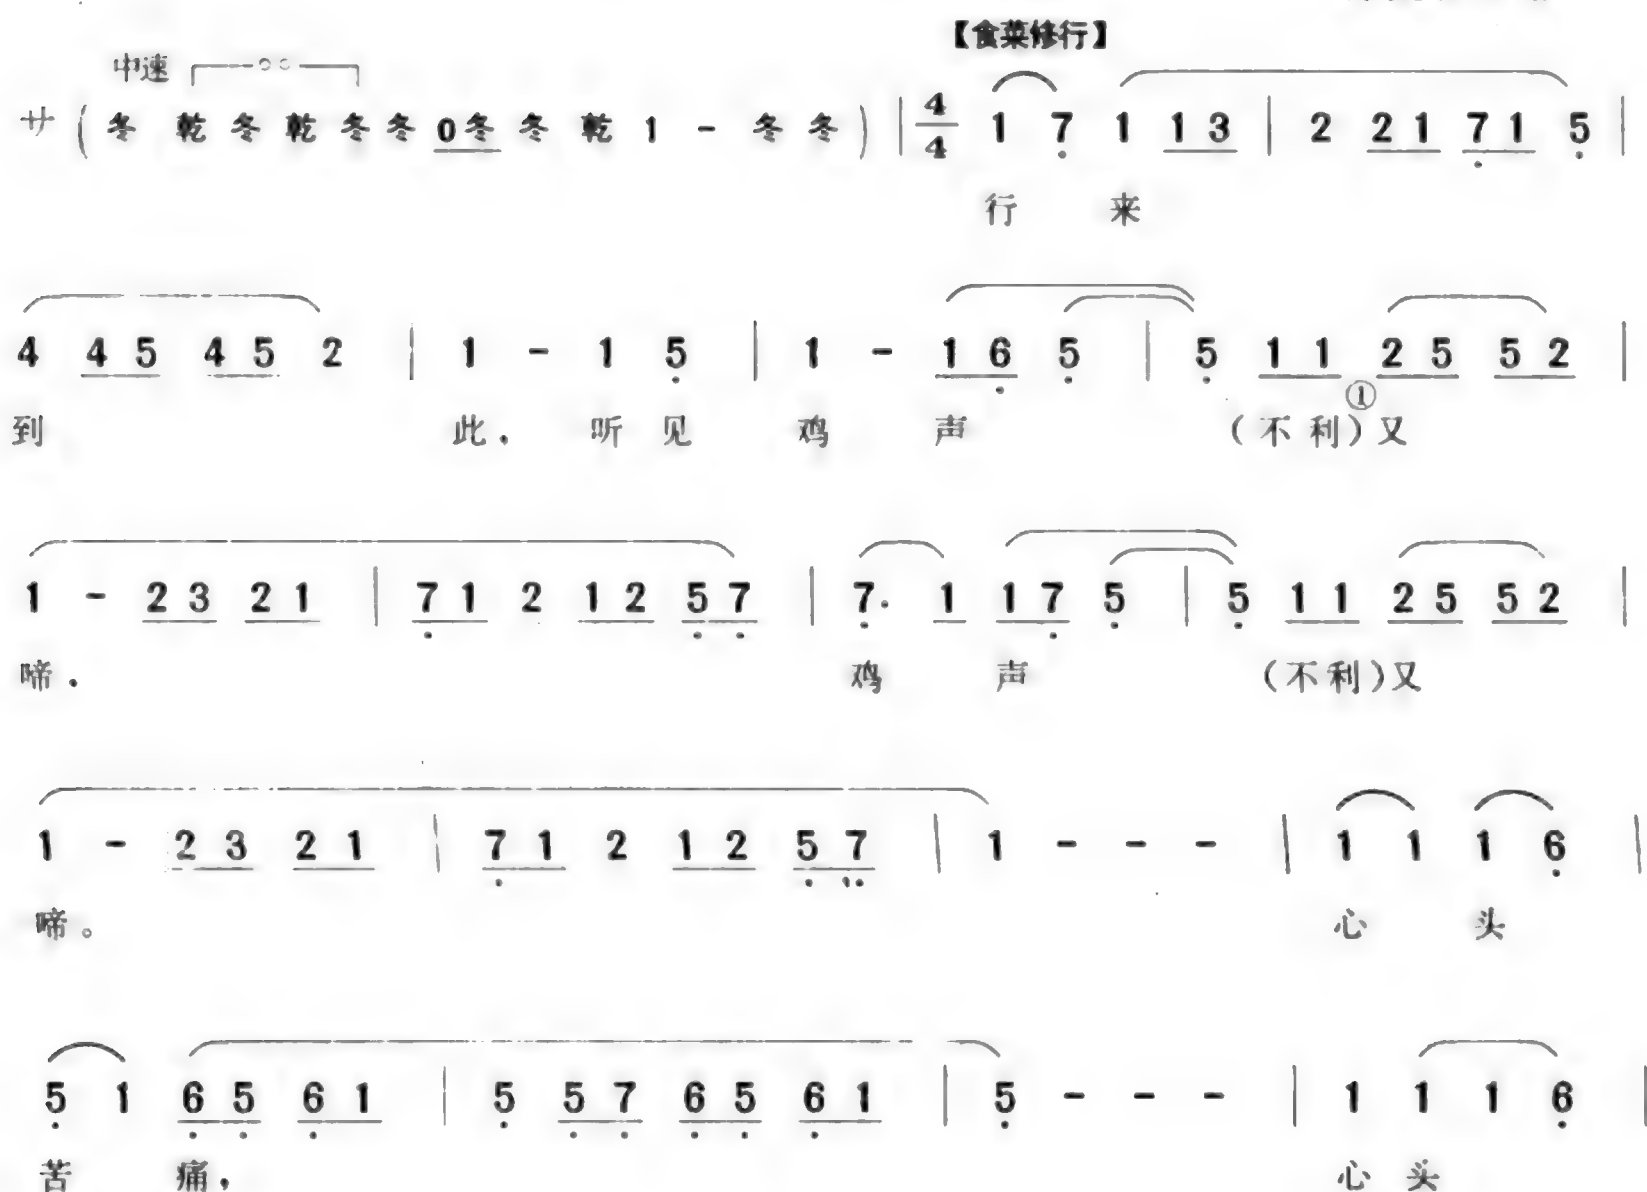 【食菜修行】
中速
サ ( 冬 乾 冬 乾 冬 冬 0冬 冬 乾 1 - 冬 冬 ) | 4/4 1 7̣ 1 1 3 | 2 2 1 7̣ 1 5̣ |
行 来
4 4 5 4 5 2 | 1 - 1 5̣ | 1 - 1 6̣ 5̣ | 5̣ 1 1 2 5 5 2 |
①
到 此, 听 见 鸡 声 (不 利) 又
1 - 2 3 2 1 | 7̣ 1 2 1 2 5̣ 7̣ | 7̣. 1 1 7̣ 5̣ | 5̣ 1 1 2 5 5 2 |
啼. 鸡 声 (不 利) 又
1 - 2 3 2 1 | 7̣ 1 2 1 2 5̣ 7̣ | 1 - - - | 1 1 1 6̣ |
啼。 心 头
5̣ 1 6̣ 5̣ 6̣ 1 | 5̣ 5̣ 7̣ 6̣ 5̣ 6̣ 1 | 5̣ - - - | 1 1 1 6̣ |
苦 痛, 心 头